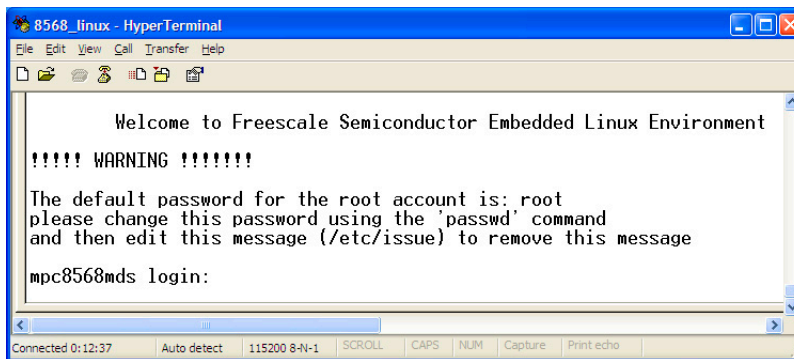 8568_linux - HyperTerminal
File Edit View Call Transfer Help
Welcome to Freescale Semiconductor Embedded Linux Environment
!!!!! WARNING !!!!!!!
The default password for the root account is: root
please change this password using the 'passwd' command
and then edit this message (/etc/issue) to remove this message
mpc8568mds login:
Connected 0:12:37 Auto detect 115200 8-N-1 SCROLL CAPS NUM Capture Print echo